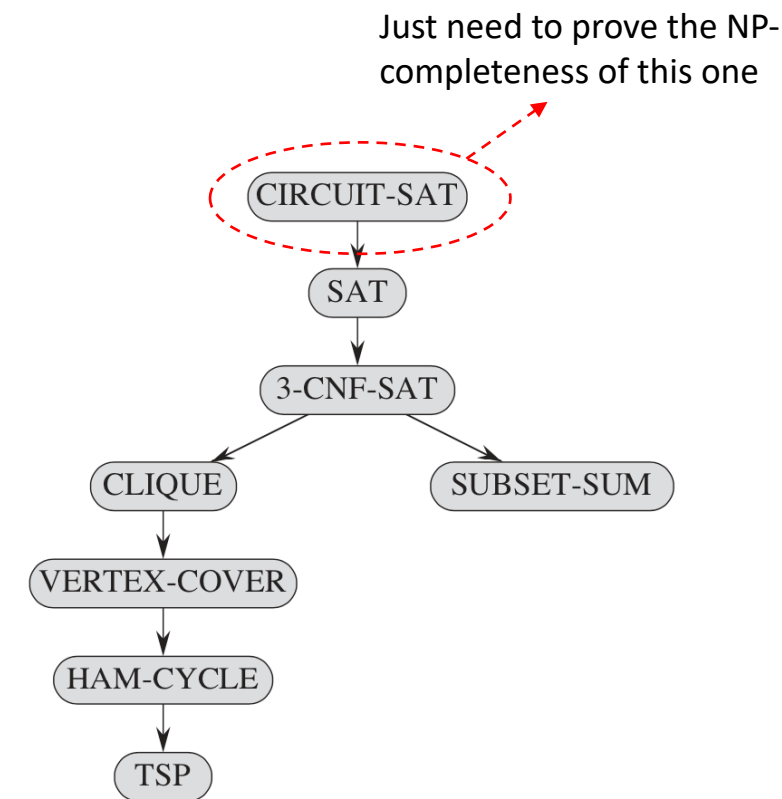 Just need to prove the NP-
completeness of this one
CIRCUIT-SAT
SAT
3-CNF-SAT
CLIQUE
SUBSET-SUM
VERTEX-COVER
HAM-CYCLE
TSP